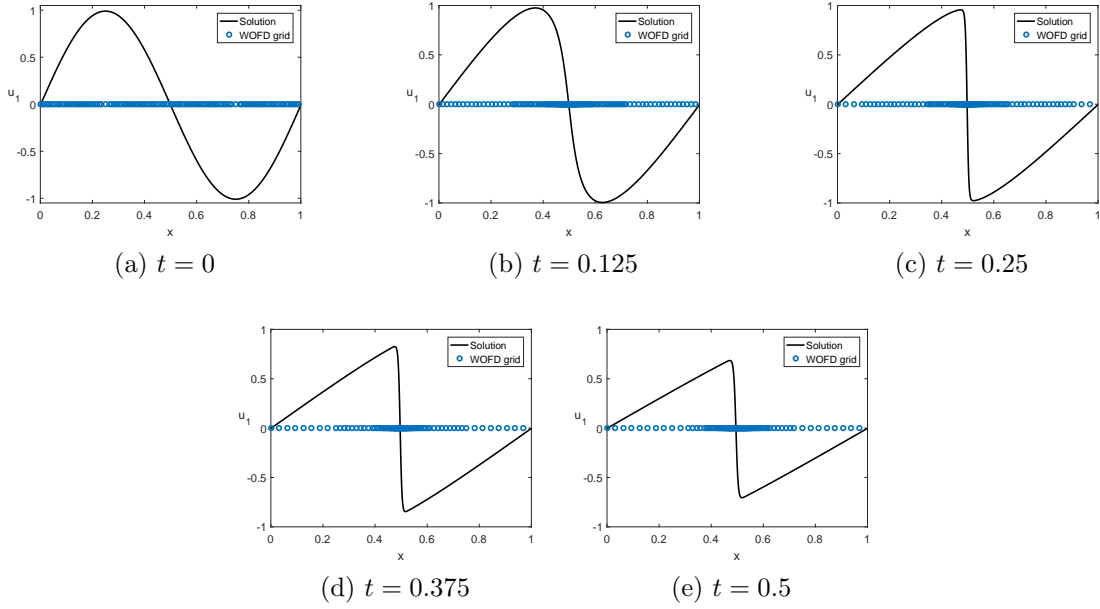 1
0.5
u1
0
-0.5
-1
0 0.2 0.4 0.6 0.8 1
x
Solution
WOFD grid
(a) t = 0
1
0.5
u1
0
-0.5
-1
0 0.2 0.4 0.6 0.8 1
x
Solution
WOFD grid
(b) t = 0.125
1
0.5
u1
0
-0.5
-1
0 0.2 0.4 0.6 0.8 1
x
Solution
WOFD grid
(c) t = 0.25
1
0.5
u1
0
-0.5
-1
0 0.2 0.4 0.6 0.8 1
x
Solution
WOFD grid
(d) t = 0.375
1
0.5
u1
0
-0.5
-1
0 0.2 0.4 0.6 0.8 1
x
Solution
WOFD grid
(e) t = 0.5